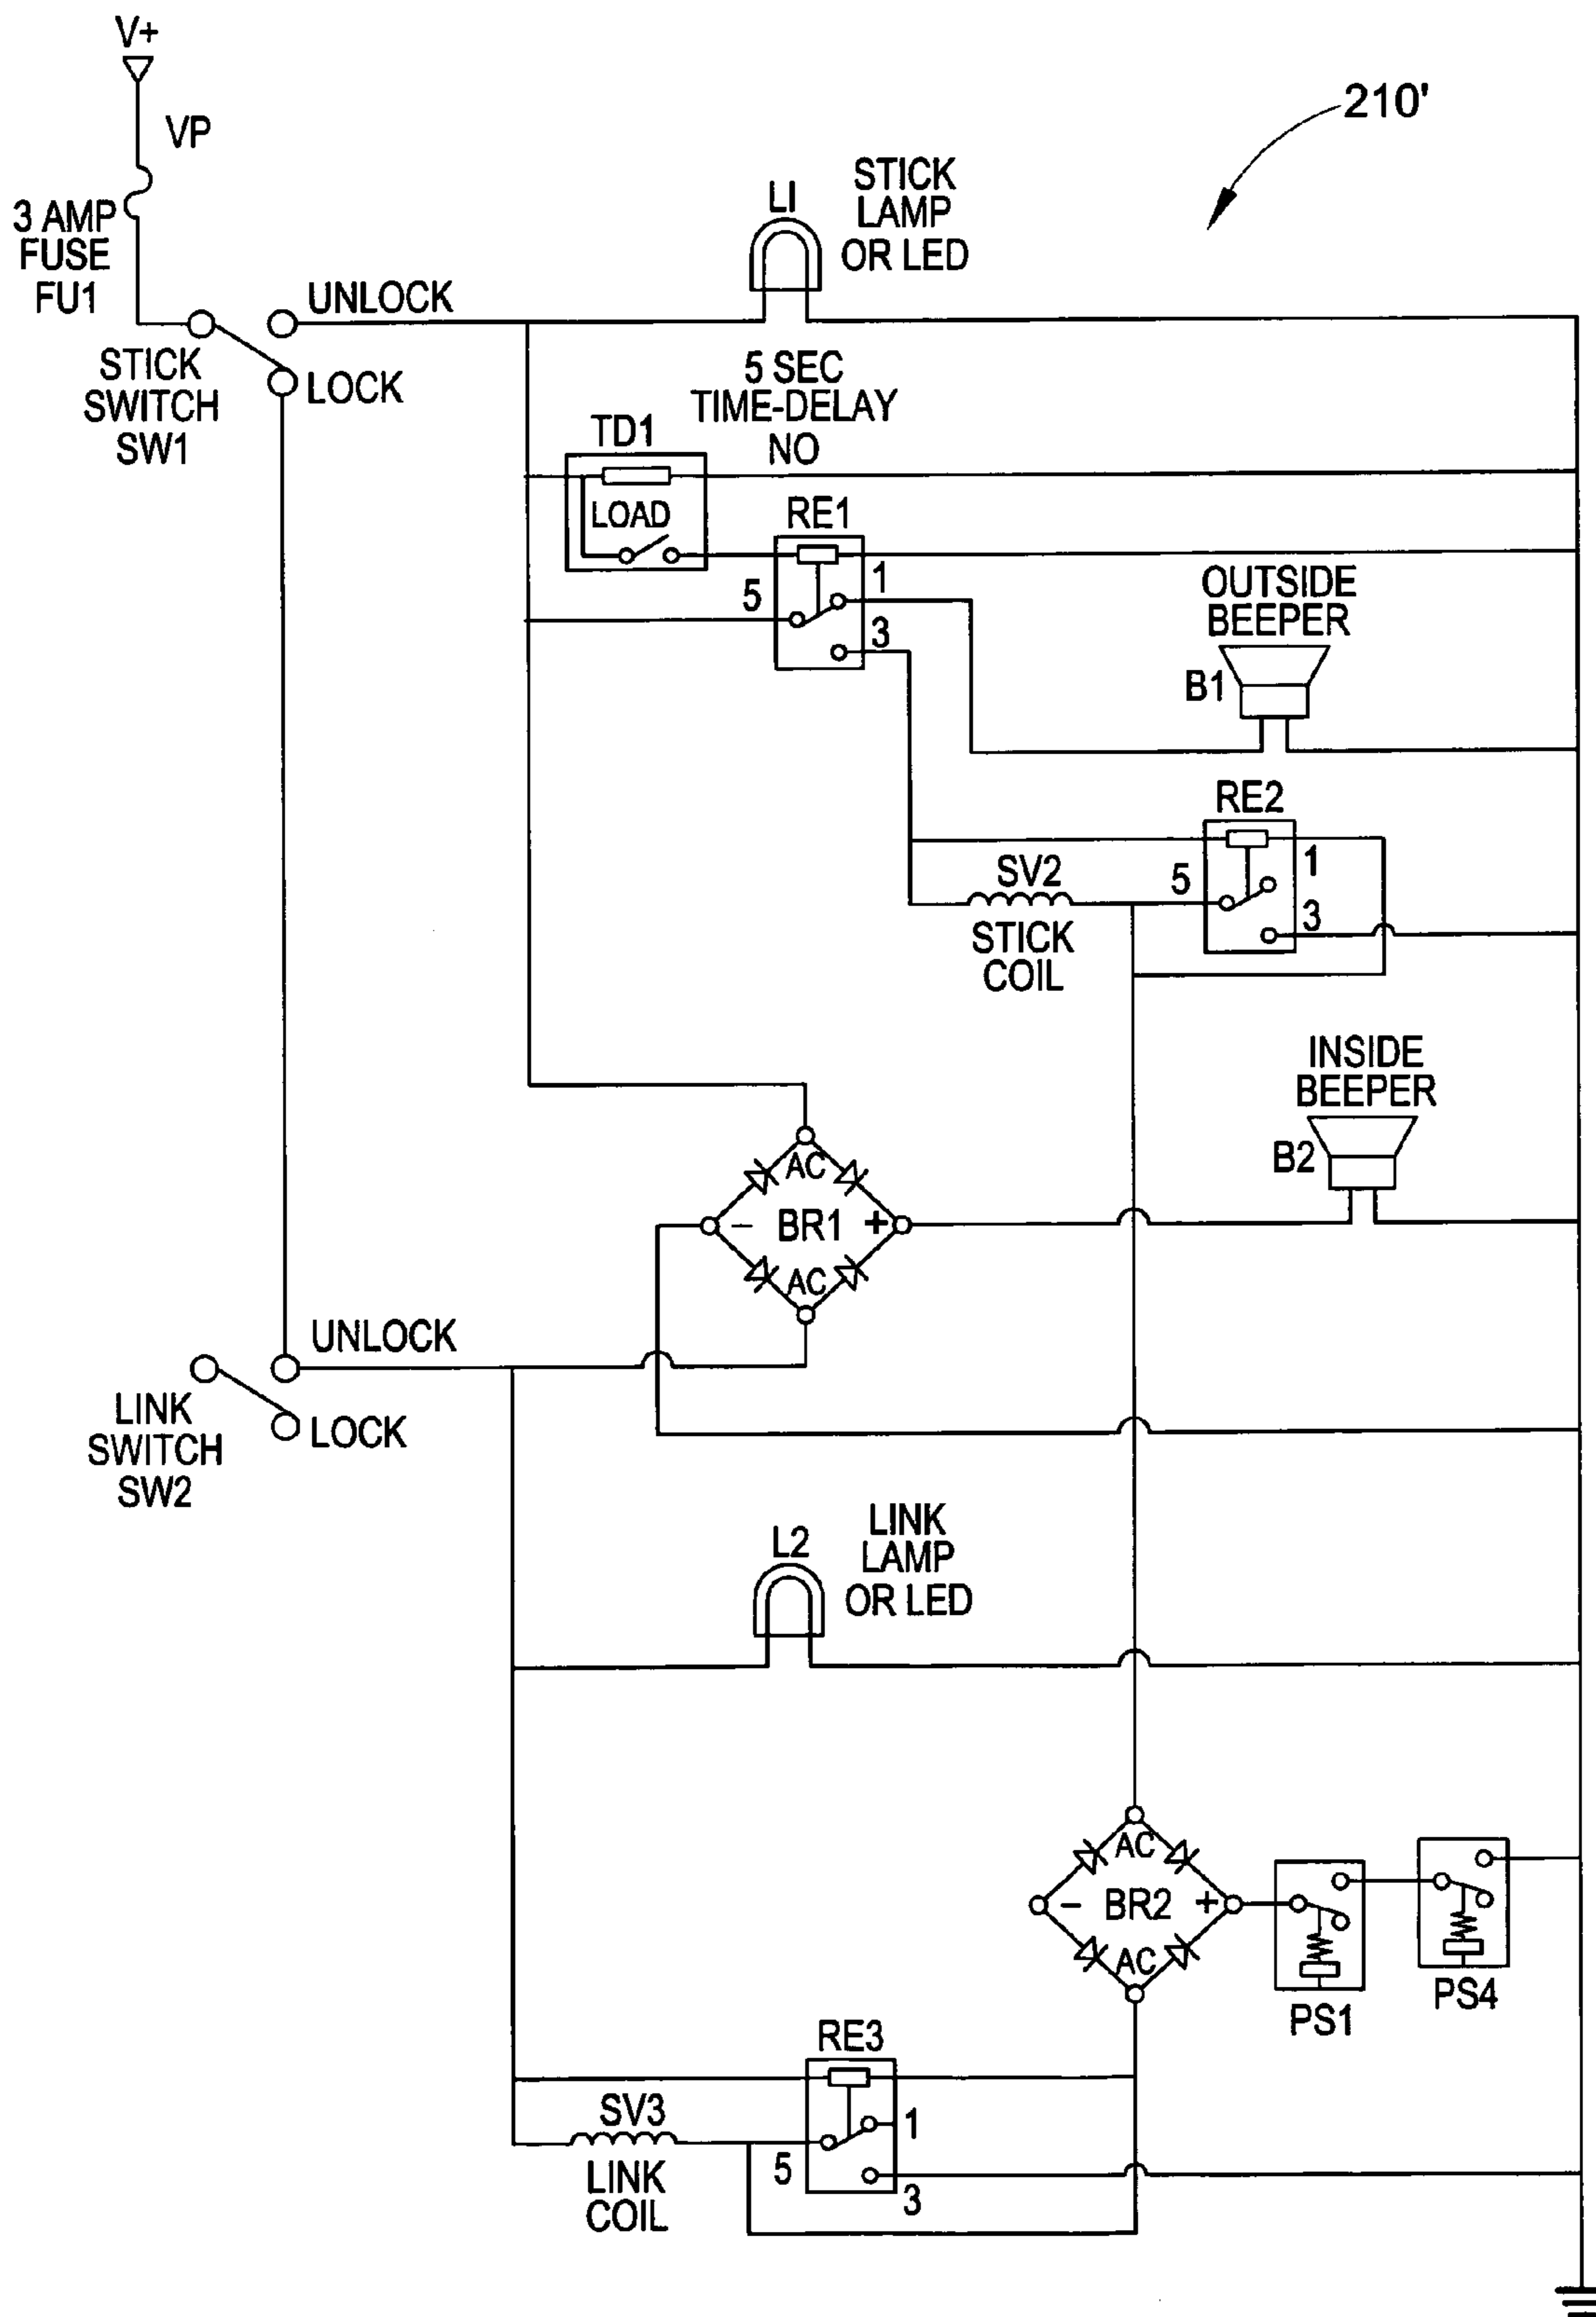 V+
VP
210'
3 AMP
FUSE
FU1
L1
STICK
LAMP
OR LED
UNLOCK
LOCK
STICK
SWITCH
SW1
5 SEC
TIME-DELAY
NO
TD1
LOAD
RE1
5
1
3
OUTSIDE
BEEPER
B1
RE2
5
1
3
SV2
STICK
COIL
INSIDE
BEEPER
B2
AC
- BR1 +
AC
UNLOCK
LOCK
LINK
SWITCH
SW2
L2
LINK
LAMP
OR LED
AC
- BR2 +
AC
PS1
PS4
RE3
1
5
3
SV3
LINK
COIL